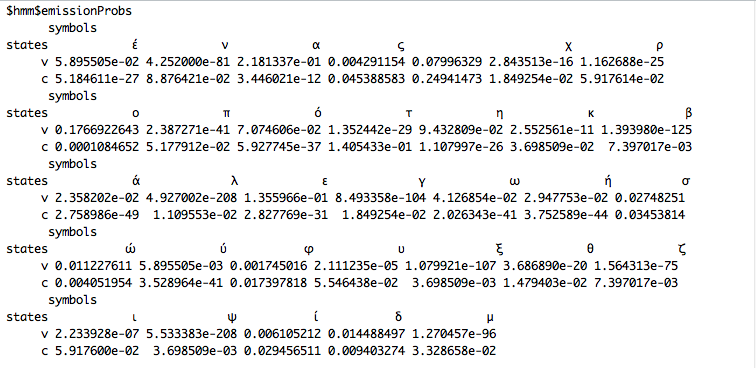 $hmm$emissionProbs
symbols
states έ ν α ς χ ρ
v 5.895505e-02 4.252000e-81 2.181337e-01 0.004291154 0.07996329 2.843513e-16 1.162688e-25
c 5.184611e-27 8.876421e-02 3.446021e-12 0.045388583 0.24941473 1.849254e-02 5.917614e-02
symbols
states ο π ό τ η κ β
v 0.1766922643 2.387271e-41 7.074606e-02 1.352442e-29 9.432809e-02 2.552561e-11 1.393980e-125
c 0.0001084652 5.177912e-02 5.927745e-37 1.405433e-01 1.107997e-26 3.698509e-02 7.397017e-03
symbols
states ά λ ε γ ω ή σ
v 2.358202e-02 4.927002e-208 1.355966e-01 8.493358e-104 4.126854e-02 2.947753e-02 0.02748251
c 2.758986e-49 1.109553e-02 2.827769e-31 1.849254e-02 2.026343e-41 3.752589e-44 0.03453814
symbols
states ώ ύ φ υ ξ θ ζ
v 0.011227611 5.895505e-03 0.001745016 2.111235e-05 1.079921e-107 3.686890e-20 1.564313e-75
c 0.004051954 3.528964e-41 0.017397818 5.546438e-02 3.698509e-03 1.479403e-02 7.397017e-03
symbols
states ι ψ ί δ μ
v 2.233928e-07 5.533383e-208 0.006105212 0.014488497 1.270457e-96
c 5.917600e-02 3.698509e-03 0.029456511 0.009403274 3.328658e-02